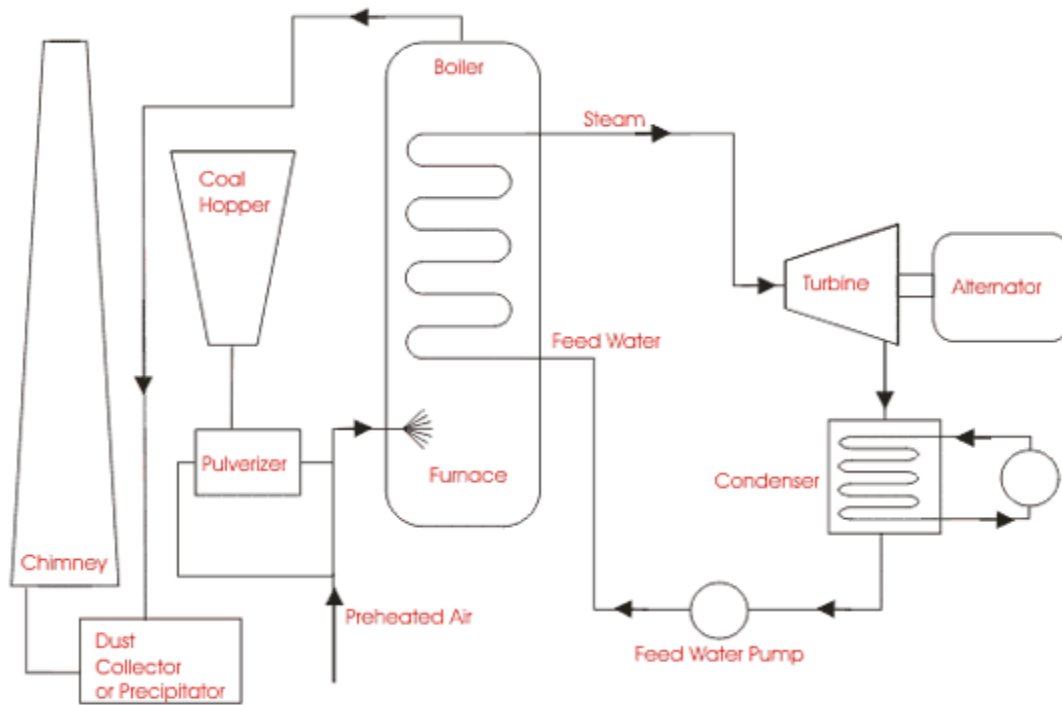 Boiler
Steam
Coal
Hopper
Turbine
Alternator
Feed Water
Pulverizer
Furnace
Condenser
Chimney
Preheated Air
Dust
Collector
or Precipitator
Feed Water Pump